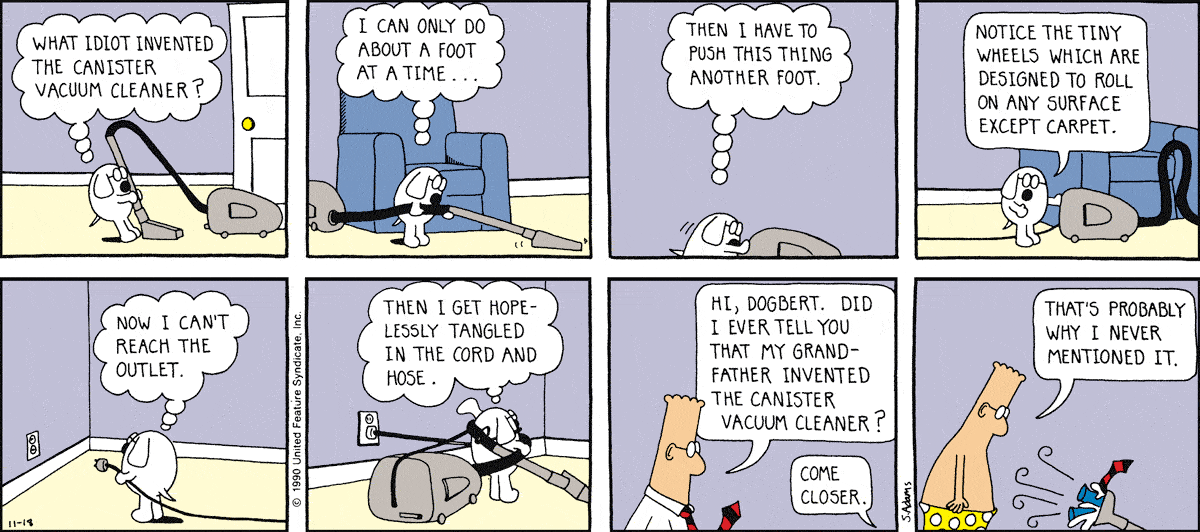 WHAT IDIOT INVENTED
THE CANISTER
VACUUM CLEANER?
I CAN ONLY DO
ABOUT A FOOT
AT A TIME...
THEN I HAVE TO
PUSH THIS THING
ANOTHER FOOT.
NOTICE THE TINY
WHEELS WHICH ARE
DESIGNED TO ROLL
ON ANY SURFACE
EXCEPT CARPET.
NOW I CAN'T
REACH THE
OUTLET.
11-18
© 1990 United Feature Syndicate, Inc.
THEN I GET HOPE-
LESSLY TANGLED
IN THE CORD AND
HOSE.
HI, DOGBERT. DID
I EVER TELL YOU
THAT MY GRAND-
FATHER INVENTED
THE CANISTER
VACUUM CLEANER?
COME
CLOSER.
THAT'S PROBABLY
WHY I NEVER
MENTIONED IT.
S.Adams